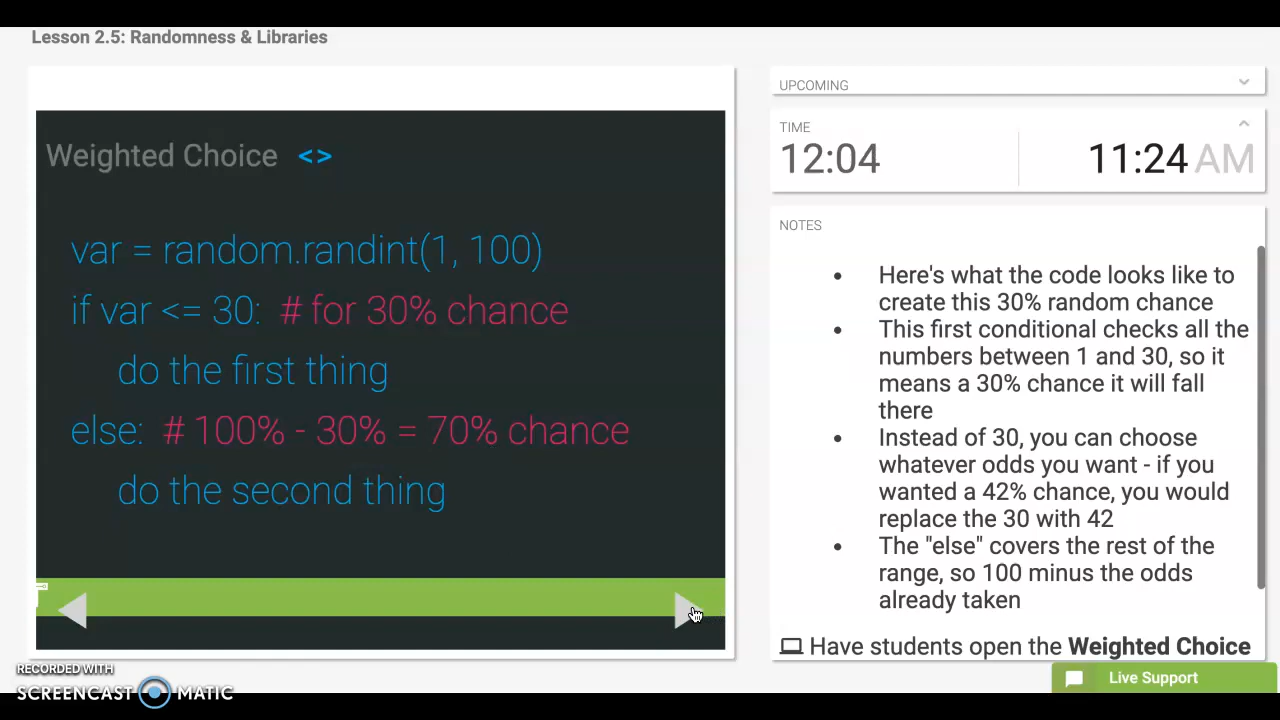 Lesson 2.5: Randomness & Libraries
Weighted Choice <>
var = random.randint(1, 100)
if var <= 30: # for 30% chance
do the first thing
else: # 100% - 30% = 70% chance
do the second thing
UPCOMING
TIME
12:04
11:24 AM
NOTES
• Here's what the code looks like to
create this 30% random chance
• This first conditional checks all the
numbers between 1 and 30, so it
means a 30% chance it will fall
there
• Instead of 30, you can choose
whatever odds you want - if you
wanted a 42% chance, you would
replace the 30 with 42
• The "else" covers the rest of the
range, so 100 minus the odds
already taken
Have students open the Weighted Choice
Live Support
RECORDED WITH
SCREENCAST MATIC